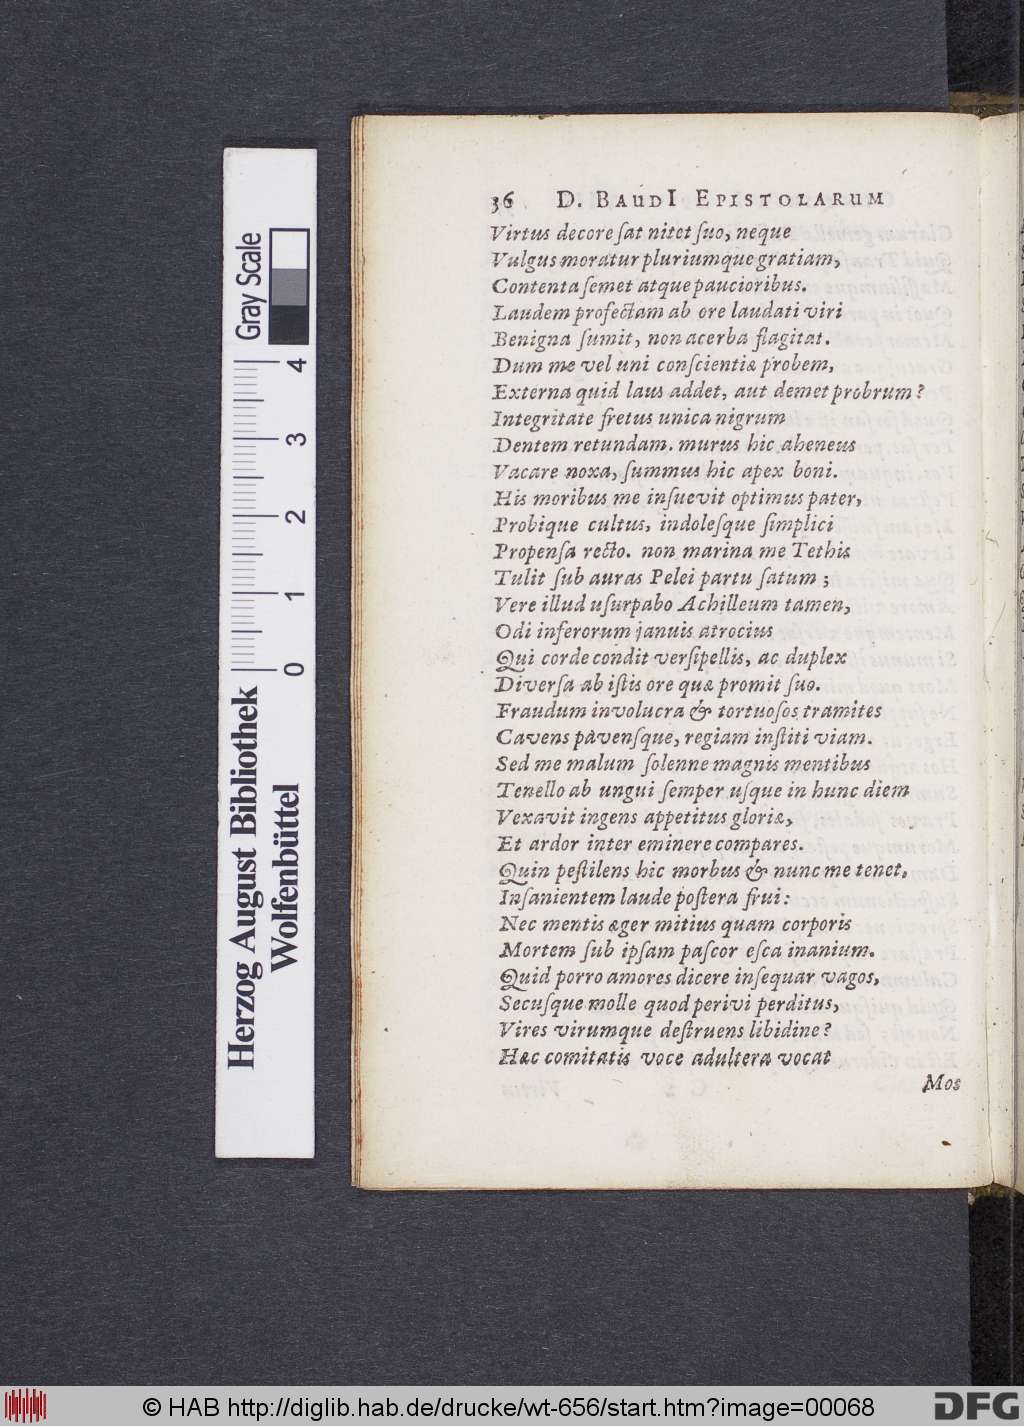 36 D. BAUDI EPISTOLARUM
Virtus decore ſat nitet ſuo, neque
Vulgus moratur pluriumque gratiam,
Contenta ſemet atque paucioribus.
Laudem profectam ab ore laudati viri
Benigna ſumit, non acerba flagitat.
Dum me vel uni conſcientiæ probem,
Externa quid laus addet, aut demet probrum?
Integritate fretus unica nigrum
Dentem retundam. murus hic aheneus
Vacare noxa, ſummus hic apex boni.
His moribus me inſuevit optimus pater,
Probique cultus, indoleſque ſimplici
Propenſa recto. non marina me Tethis
Tulit ſub auras Pelei partu ſatum;
Vere illud uſurpabo Achilleum tamen,
Odi inferorum januis atrocius
Qui corde condit verſipellis, ac duplex
Diverſa ab iſtis ore quæ promit ſuo.
Fraudum involucra & tortuoſos tramites
Cavens pàvenſque, regiam inſtiti viam.
Sed me malum ſolenne magnis mentibus
Tenello ab ungui ſemper uſque in hunc diem
Vexavit ingens appetitus gloriæ,
Et ardor inter eminere compares.
Quin peſtilens hic morbus & nunc me tenet,
Inſanientem laude poſtera frui:
Nec mentis æger mitius quam corporis
Mortem ſub ipſam paſcor eſca inanium.
Quid porro amores dicere inſequar vagos,
Secuſque molle quod perivi perditus,
Vires virumque deſtruens libidine?
Hæc comitatis voce adultera vocat
Mos
Gray Scale
4
3
2
1
0
Herzog August Bibliothek
Wolfenbüttel
© HAB http://diglib.hab.de/drucke/wt-656/start.htm?image=00068
DFG